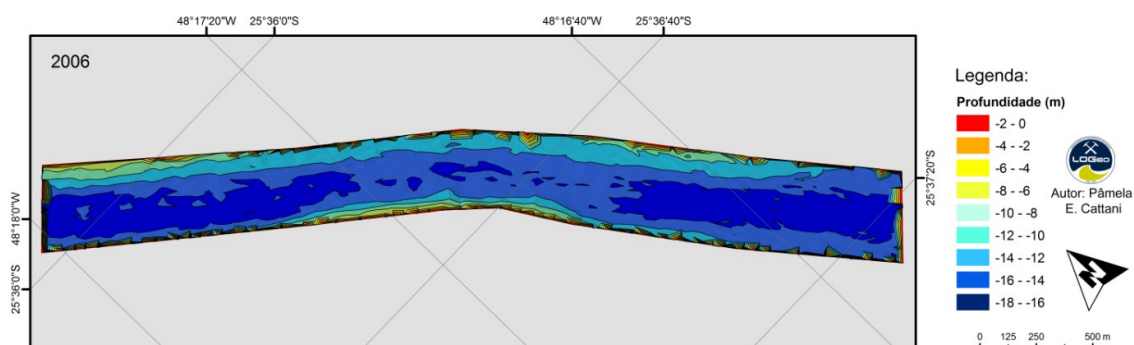 48°17'20"W 25°36'0"S 48°16'40"W 25°36'40"S
2006
48°18'0"W
25°36'0"S
25°37'20"S
Legenda:
Profundidade (m)
-2 - 0
-4 - -2
-6 - -4
-8 - -6
-10 - -8
-12 - -10
-14 - -12
-16 - -14
-18 - -16
LOGeo
Autor: Pâmela
E. Cattani
N
0 125 250 500 m